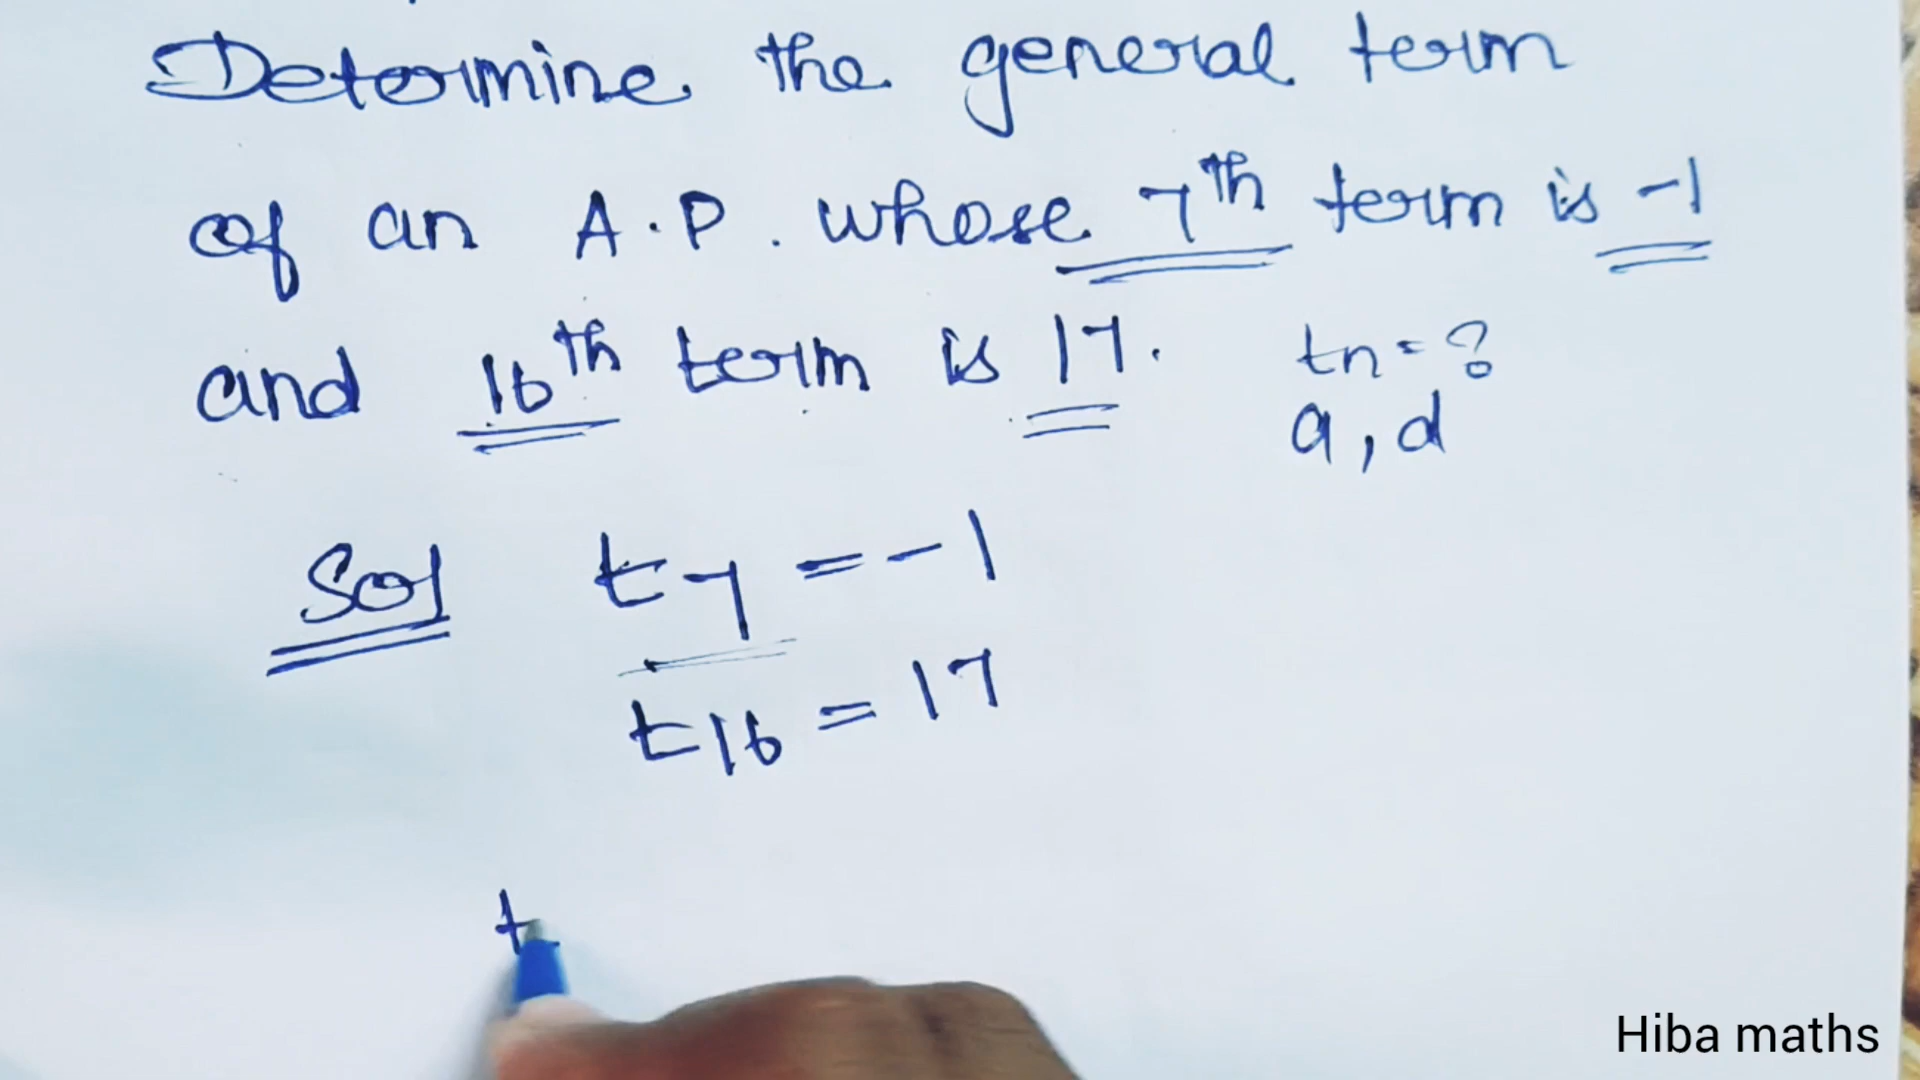 Determine the general term
of an A.P. whose 7th term is -1
and 16th term is 17.
tn = ?
a, d
Sol
t7 = -1
t16 = 17
t
Hiba maths